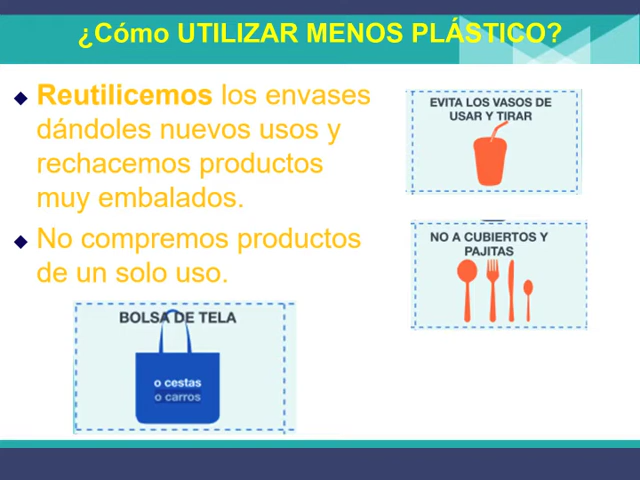 ¿Cómo UTILIZAR MENOS PLÁSTICO?
Reutilicemos los envases
dándoles nuevos usos y
rechacemos productos
muy embalados.
No compremos productos
de un solo uso.
EVITA LOS VASOS DE
USAR Y TIRAR
NO A CUBIERTOS Y
PAJITAS
BOLSA DE TELA
o cestas
o carros